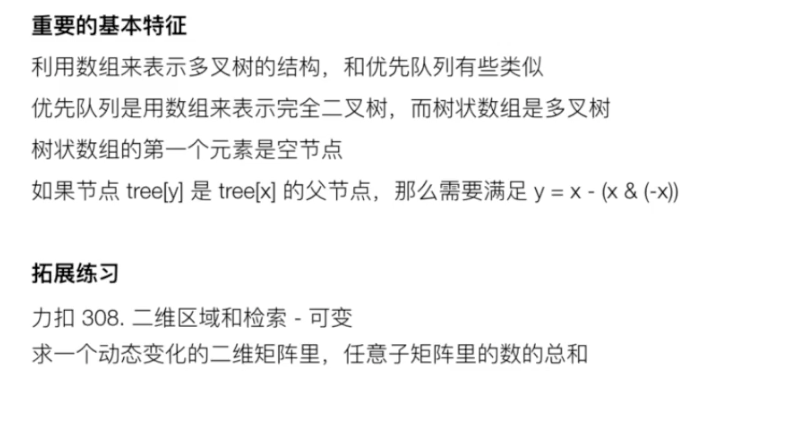 重要的基本特征
利用数组来表示多叉树的结构，和优先队列有些类似
优先队列是用数组来表示完全二叉树，而树状数组是多叉树
树状数组的第一个元素是空节点
如果节点 tree[y] 是 tree[x] 的父节点，那么需要满足 y = x - (x & (-x))
拓展练习
力扣 308. 二维区域和检索 - 可变
求一个动态变化的二维矩阵里，任意子矩阵里的数的总和